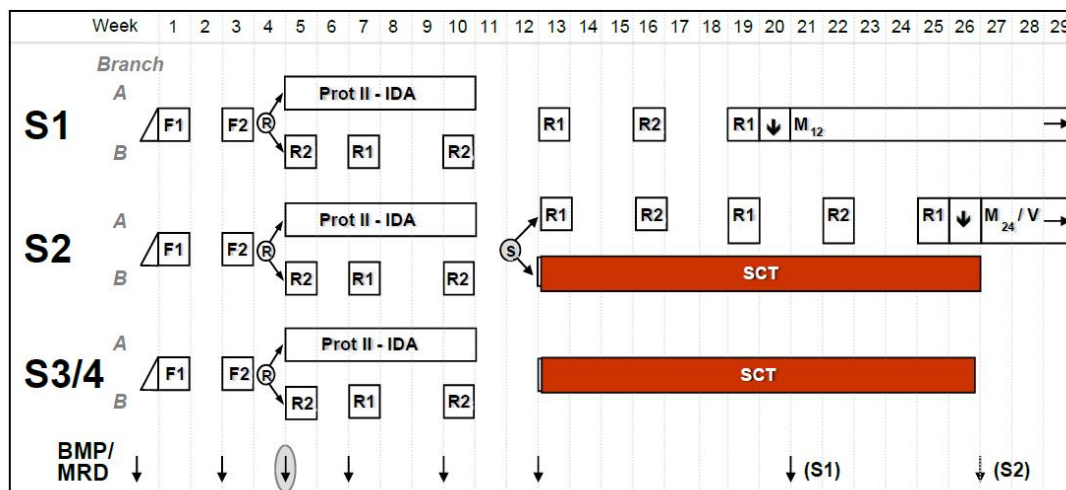 Week 1 2 3 4 5 6 7 8 9 10 11 12 13 14 15 16 17 18 19 20 21 22 23 24 25 26 27 28 29
Branch
A Prot II - IDA
S1 F1 F2 R R1 R2 R1 M12
B R2 R1 R2
A Prot II - IDA R1 R2 R1 R2 R1 M24 / V
S2 F1 F2 R S
B R2 R1 R2 SCT
A Prot II - IDA
S3/4 F1 F2 R SCT
B R2 R1 R2
BMP/
MRD (S1) (S2)